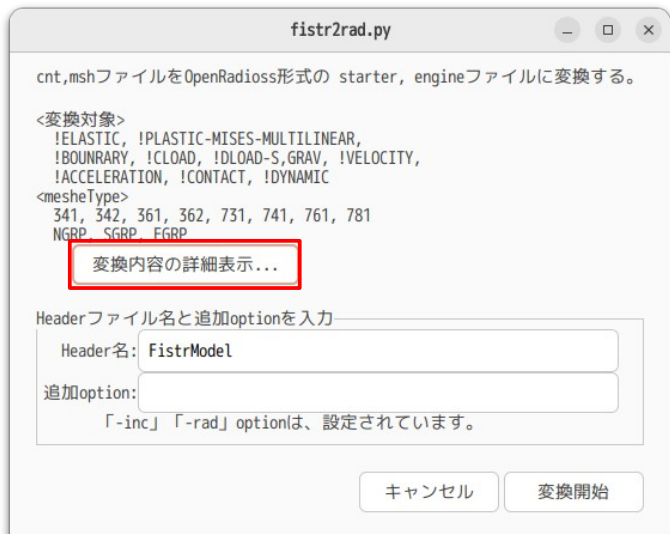 fistr2rad.py
cnt,mshファイルをOpenRadioss形式の starter, engineファイルに変換する。
<変換対象>
!ELASTIC, !PLASTIC-MISES-MULTILINEAR,
!BOUNRARY, !CLOAD, !DLOAD-S,GRAV, !VELOCITY,
!ACCELERATION, !CONTACT, !DYNAMIC
<mesheType>
341, 342, 361, 362, 731, 741, 761, 781
NGRP, SGRP, EGRP
変換内容の詳細表示...
Headerファイル名と追加optionを入力
Header名: FistrModel
追加option:
「-inc」「-rad」optionは、設定されています。
キャンセル 変換開始